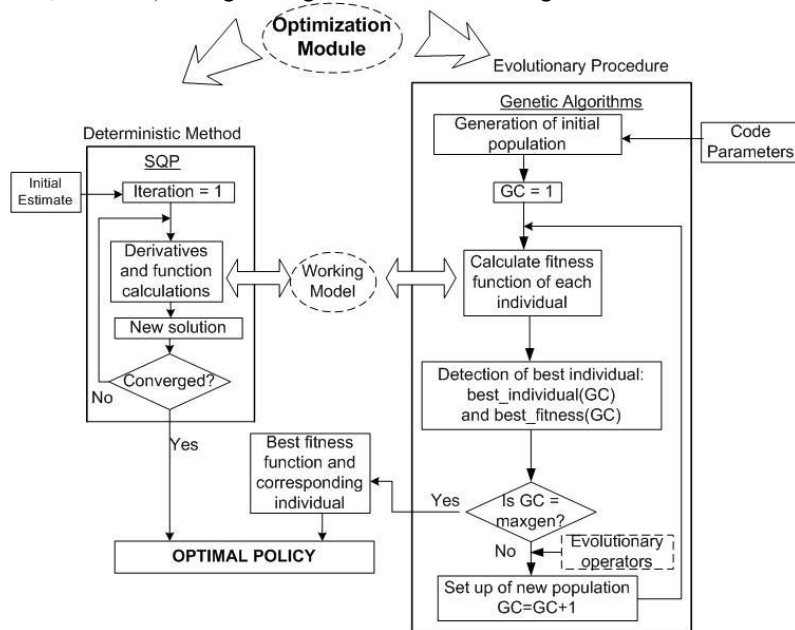 Optimization
Module
Evolutionary Procedure
Genetic Algorithms
Generation of initial
population
Code
Parameters
GC = 1
Deterministic Method
SQP
Initial
Estimate
Iteration = 1
Derivatives
and function
calculations
Working
Model
Calculate fitness
function of each
individual
New solution
Converged?
No
Yes
Detection of best individual:
best_individual(GC)
and best_fitness(GC)
Best fitness
function and
corresponding
individual
Yes
Is GC =
maxgen?
No
Evolutionary
operators
OPTIMAL POLICY
Set up of new population
GC=GC+1